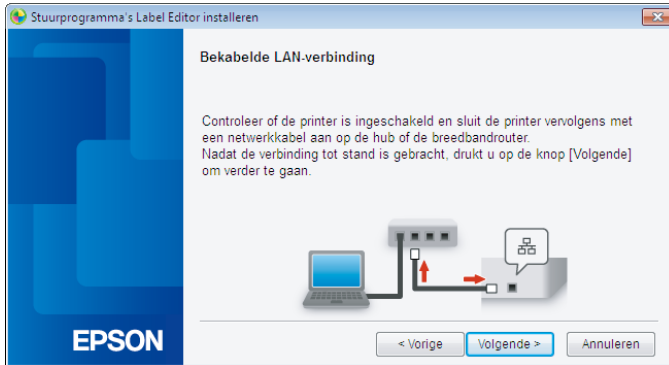 Stuurprogramma's Label Editor installeren
Bekabelde LAN-verbinding
Controleer of de printer is ingeschakeld en sluit de printer vervolgens met
een netwerkkabel aan op de hub of de breedbandrouter.
Nadat de verbinding tot stand is gebracht, drukt u op de knop [Volgende]
om verder te gaan.
EPSON
< Vorige
Volgende >
Annuleren